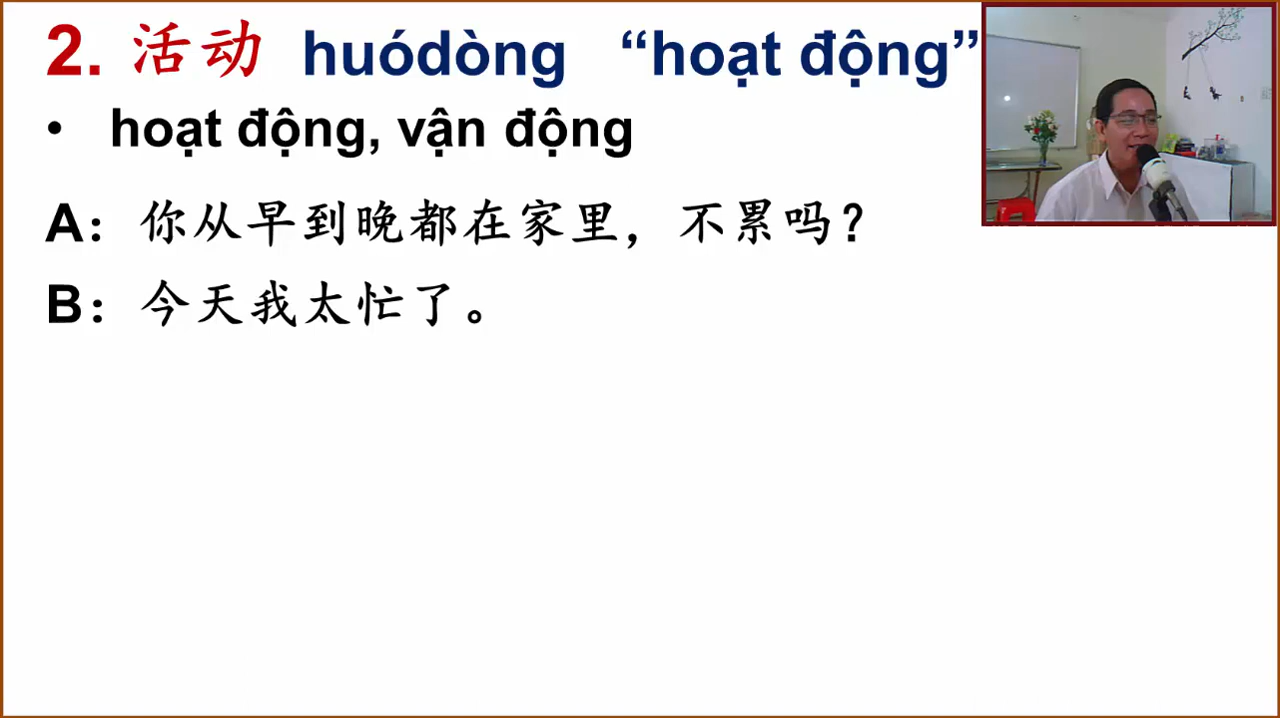 2. 活动 huódòng “hoạt động”
• hoạt động, vận động
A：你从早到晚都在家里，不累吗？
B：今天我太忙了。